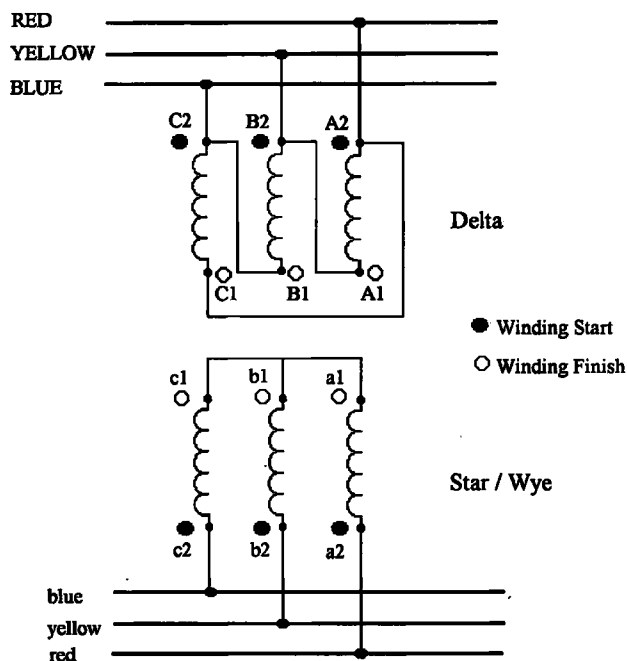 RED
YELLOW
BLUE
C2 B2 A2
Delta
C1 B1 A1
Winding Start
Winding Finish
c1 b1 a1
Star / Wye
c2 b2 a2
blue
yellow
red